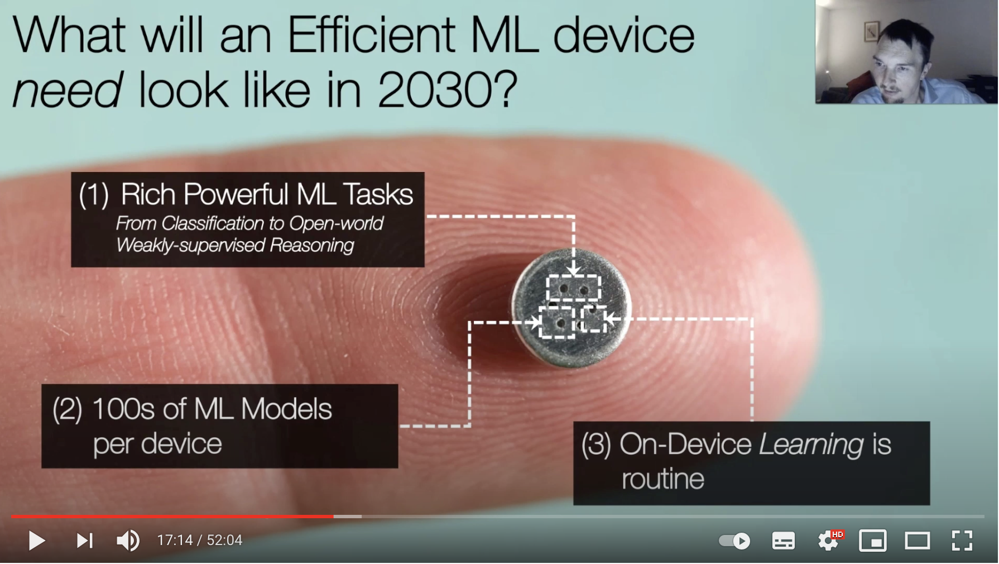 What will an Efficient ML device
need look like in 2030?
(1) Rich Powerful ML Tasks
From Classification to Open-world
Weakly-supervised Reasoning
(2) 100s of ML Models
per device
(3) On-Device Learning is
routine
17:14 / 52:04
HD